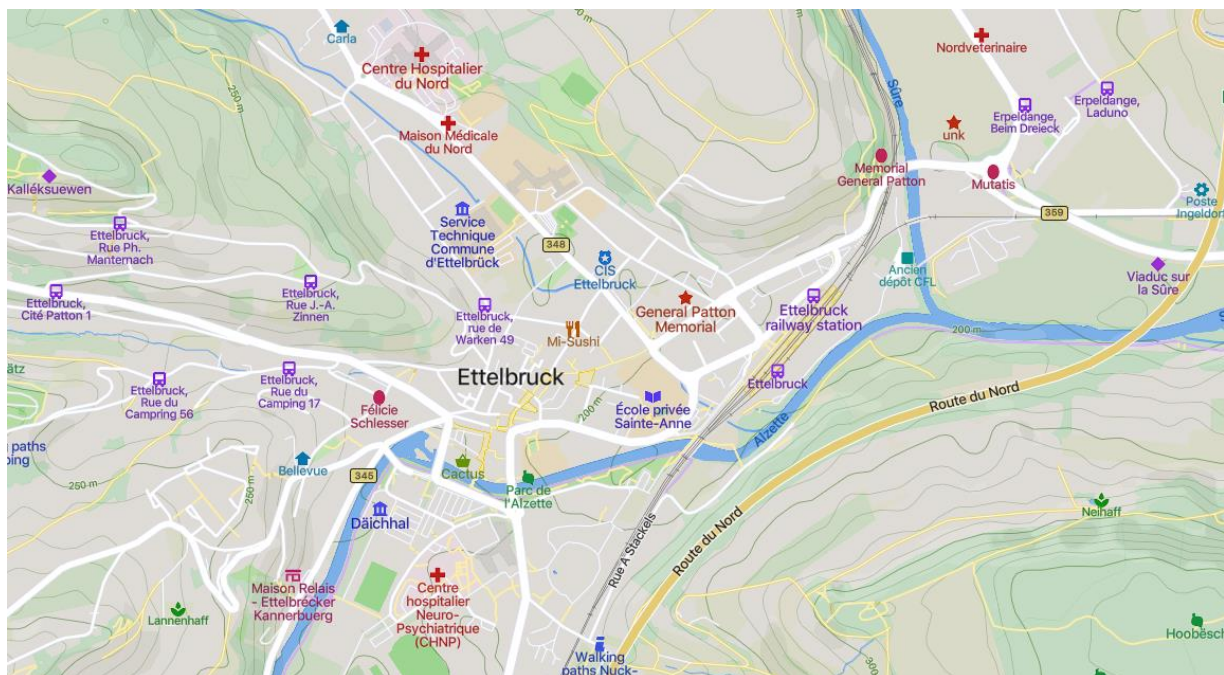 Carla
Centre Hospitalier
du Nord
Maison Médicale
du Nord
Nordveterinaire
Sûre
Erpeldange,
Laduno
Erpeldange,
Beim Dreieck
unk
Memorial
General Patton
Mutatis
Kalléksuewen
359
Poste
Ingeldorf
Ettelbruck,
Rue Ph.
Manternach
Service
Technique
Commune
d'Ettelbrück
348
CIS
Ettelbruck
Ancien
dépôt CFL
Viaduc sur
la Sûre
Ettelbruck,
Cité Patton 1
Ettelbruck,
Rue J.-A.
Zinnen
Ettelbruck,
rue de
Warken 49
General Patton
Memorial
Ettelbruck
railway station
Mi-Sushi
200 m
250 m
250 m
Ettelbruck
Ettelbruck,
Rue du
Campring 56
Ettelbruck,
Rue du
Camping 17
Félicie
Schlesser
École privée
Sainte-Anne
Ettelbruck
200 m
Alzette
Route du Nord
paths
Bellevue
345
Cactus
Parc de
l'Alzette
250 m
250 m
Däichhal
Rue A Stackels
Route du Nord
Neihaff
Maison Relais
- Ettelbrécker
Kannerbuerg
Lannenhaff
Centre
hospitalier
Neuro-
Psychiatrique
(CHNP)
Walking
paths Nuck-
300
Hoobësch